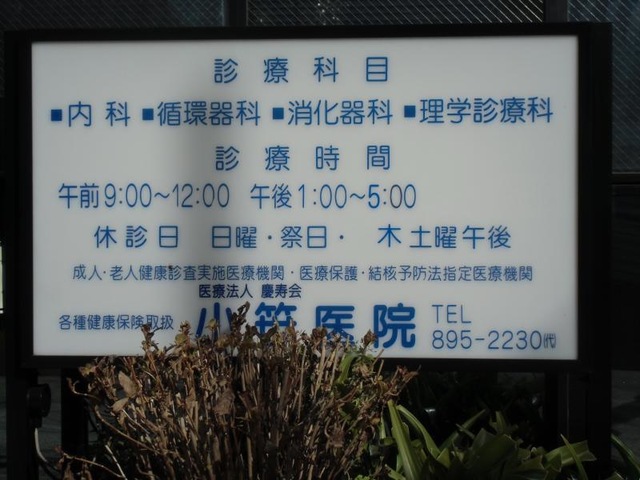 診療科目
■内科 ■循環器科 ■消化器科 ■理学診療科
診療時間
午前9:00～12:00 午後1:00～5:00
休診日 日曜・祭日・ 木土曜午後
成人・老人健康診査実施医療機関・医療保護・結核予防法指定医療機関
医療法人 慶寿会
各種健康保険取扱 小笹医院 TEL
895-2230㈹